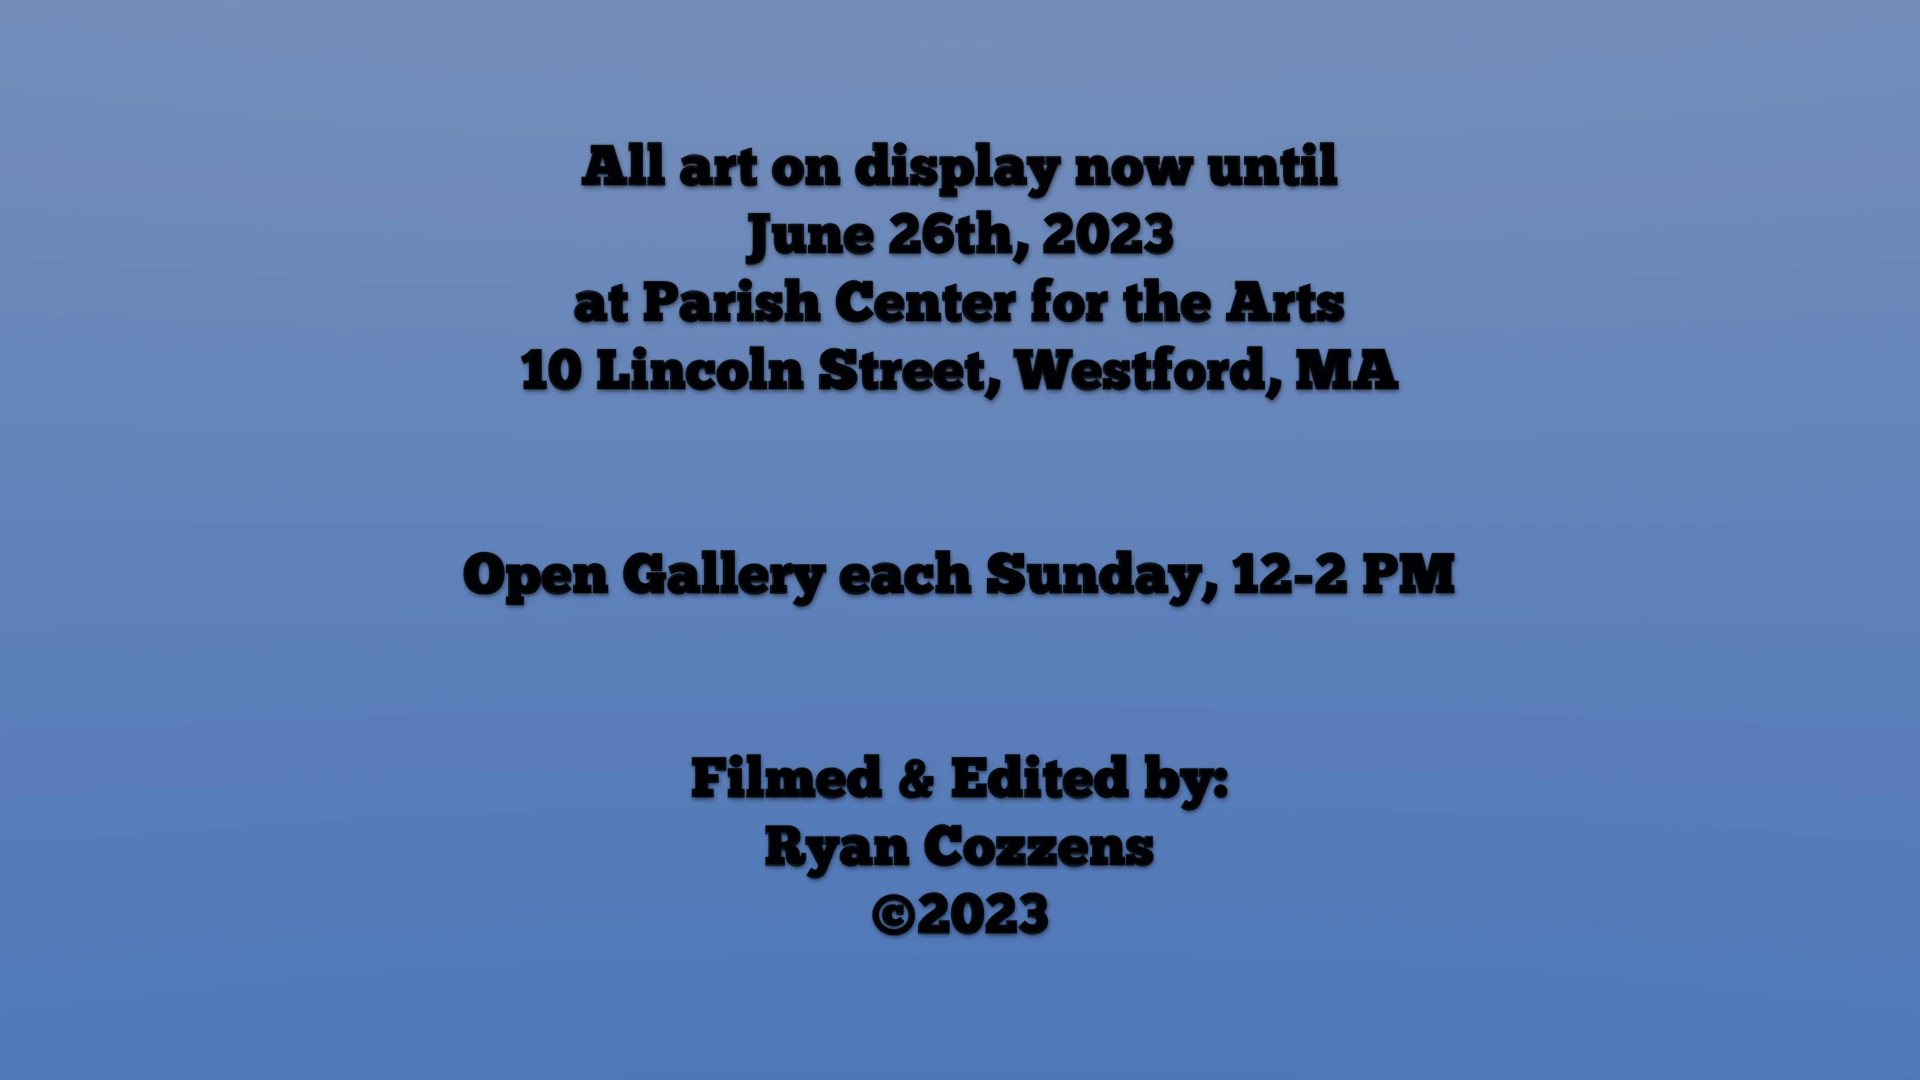 All art on display now until
June 26th, 2023
at Parish Center for the Arts
10 Lincoln Street, Westford, MA
Open Gallery each Sunday, 12-2 PM
Filmed & Edited by:
Ryan Cozzens
©2023